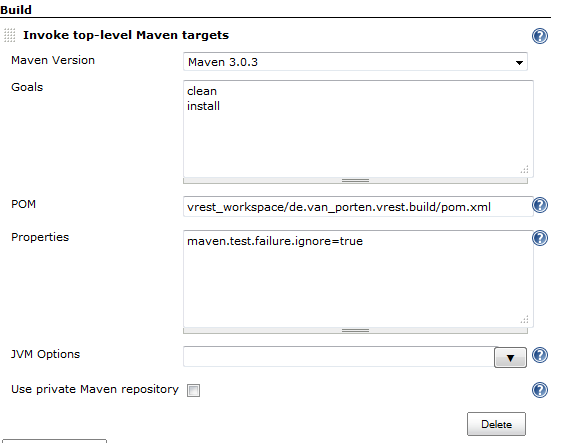 Build
Invoke top-level Maven targets
Maven Version
Maven 3.0.3
Goals
clean
install
POM
vrest_workspace/de.van_porten.vrest.build/pom.xml
Properties
maven.test.failure.ignore=true
JVM Options
Use private Maven repository
Delete